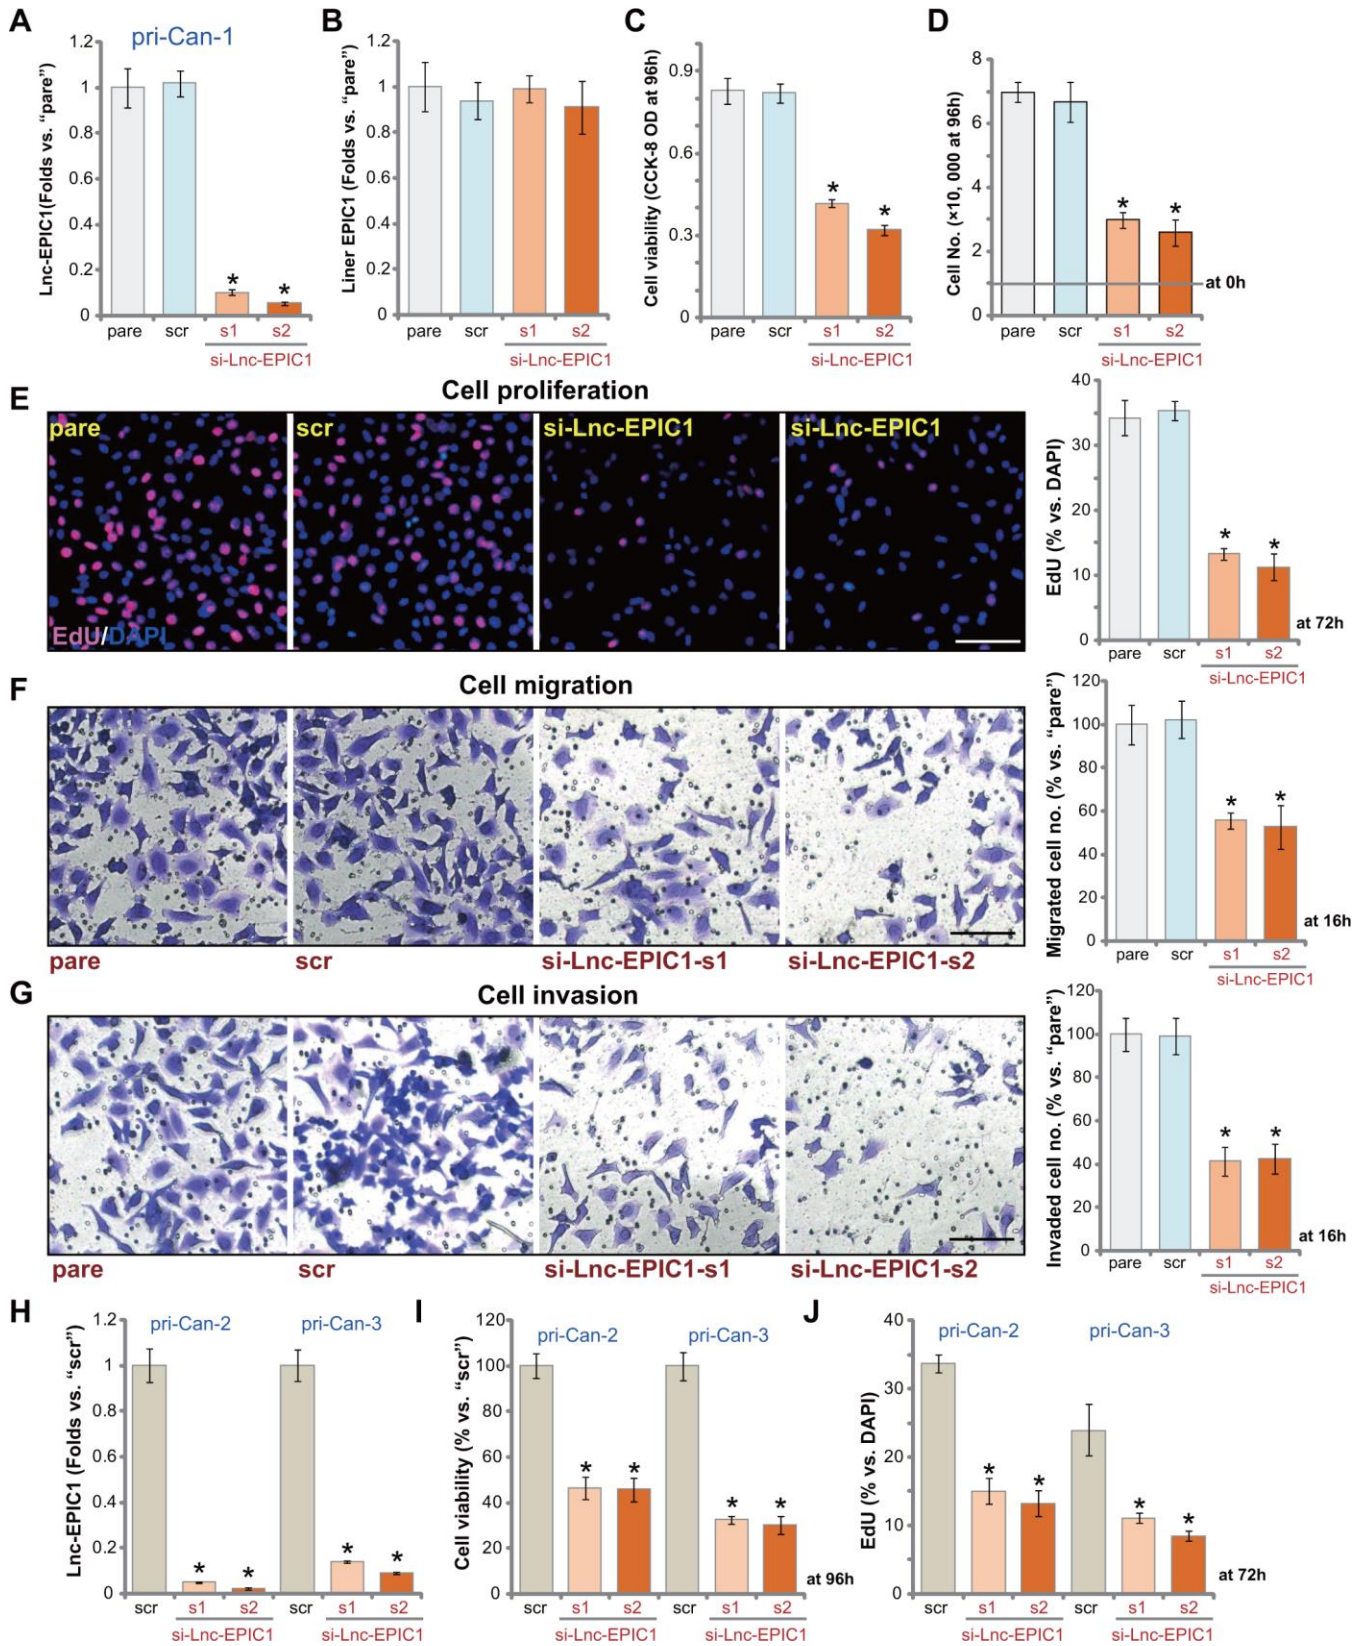 A
pri-Can-1
Lnc-EPIC1(Folds vs. “pare”)
1.2
1
0.8
0.6
0.4
0.2
0
*
*
pare
scr
s1
s2
si-Lnc-EPIC1
B
Liner EPIC1 (Folds vs. “pare”)
1.2
1
0.8
0.6
0.4
0.2
0
pare
scr
s1
s2
si-Lnc-EPIC1
C
Cell viability (CCK-8 OD at 96h)
0.9
0.6
0.3
0
*
*
pare
scr
s1
s2
si-Lnc-EPIC1
D
Cell No. (×10, 000 at 96h)
8
6
4
2
0
*
*
at 0h
pare
scr
s1
s2
si-Lnc-EPIC1
E
Cell proliferation
pare
scr
si-Lnc-EPIC1
si-Lnc-EPIC1
EdU/DAPI
EdU (% vs. DAPI)
40
30
20
10
0
*
*
at 72h
pare
scr
s1
s2
si-Lnc-EPIC1
F
Cell migration
pare
scr
si-Lnc-EPIC1-s1
si-Lnc-EPIC1-s2
Migrated cell no. (% vs. “pare”)
120
100
80
60
40
20
0
*
*
at 16h
pare
scr
s1
s2
si-Lnc-EPIC1
G
Cell invasion
pare
scr
si-Lnc-EPIC1-s1
si-Lnc-EPIC1-s2
Invaded cell no. (% vs. “pare”)
120
100
80
60
40
20
0
*
*
at 16h
pare
scr
s1
s2
si-Lnc-EPIC1
H
pri-Can-2
pri-Can-3
Lnc-EPIC1 (Folds vs. “scr”)
1.2
1
0.8
0.6
0.4
0.2
0
*
*
*
*
scr
s1
s2
scr
s1
s2
si-Lnc-EPIC1
si-Lnc-EPIC1
I
pri-Can-2
pri-Can-3
Cell viability (% vs. “scr”)
120
100
80
60
40
20
0
*
*
*
*
at 96h
scr
s1
s2
scr
s1
s2
si-Lnc-EPIC1
si-Lnc-EPIC1
J
pri-Can-2
pri-Can-3
EdU (% vs. DAPI)
40
30
20
10
0
*
*
*
*
at 72h
scr
s1
s2
scr
s1
s2
si-Lnc-EPIC1
si-Lnc-EPIC1